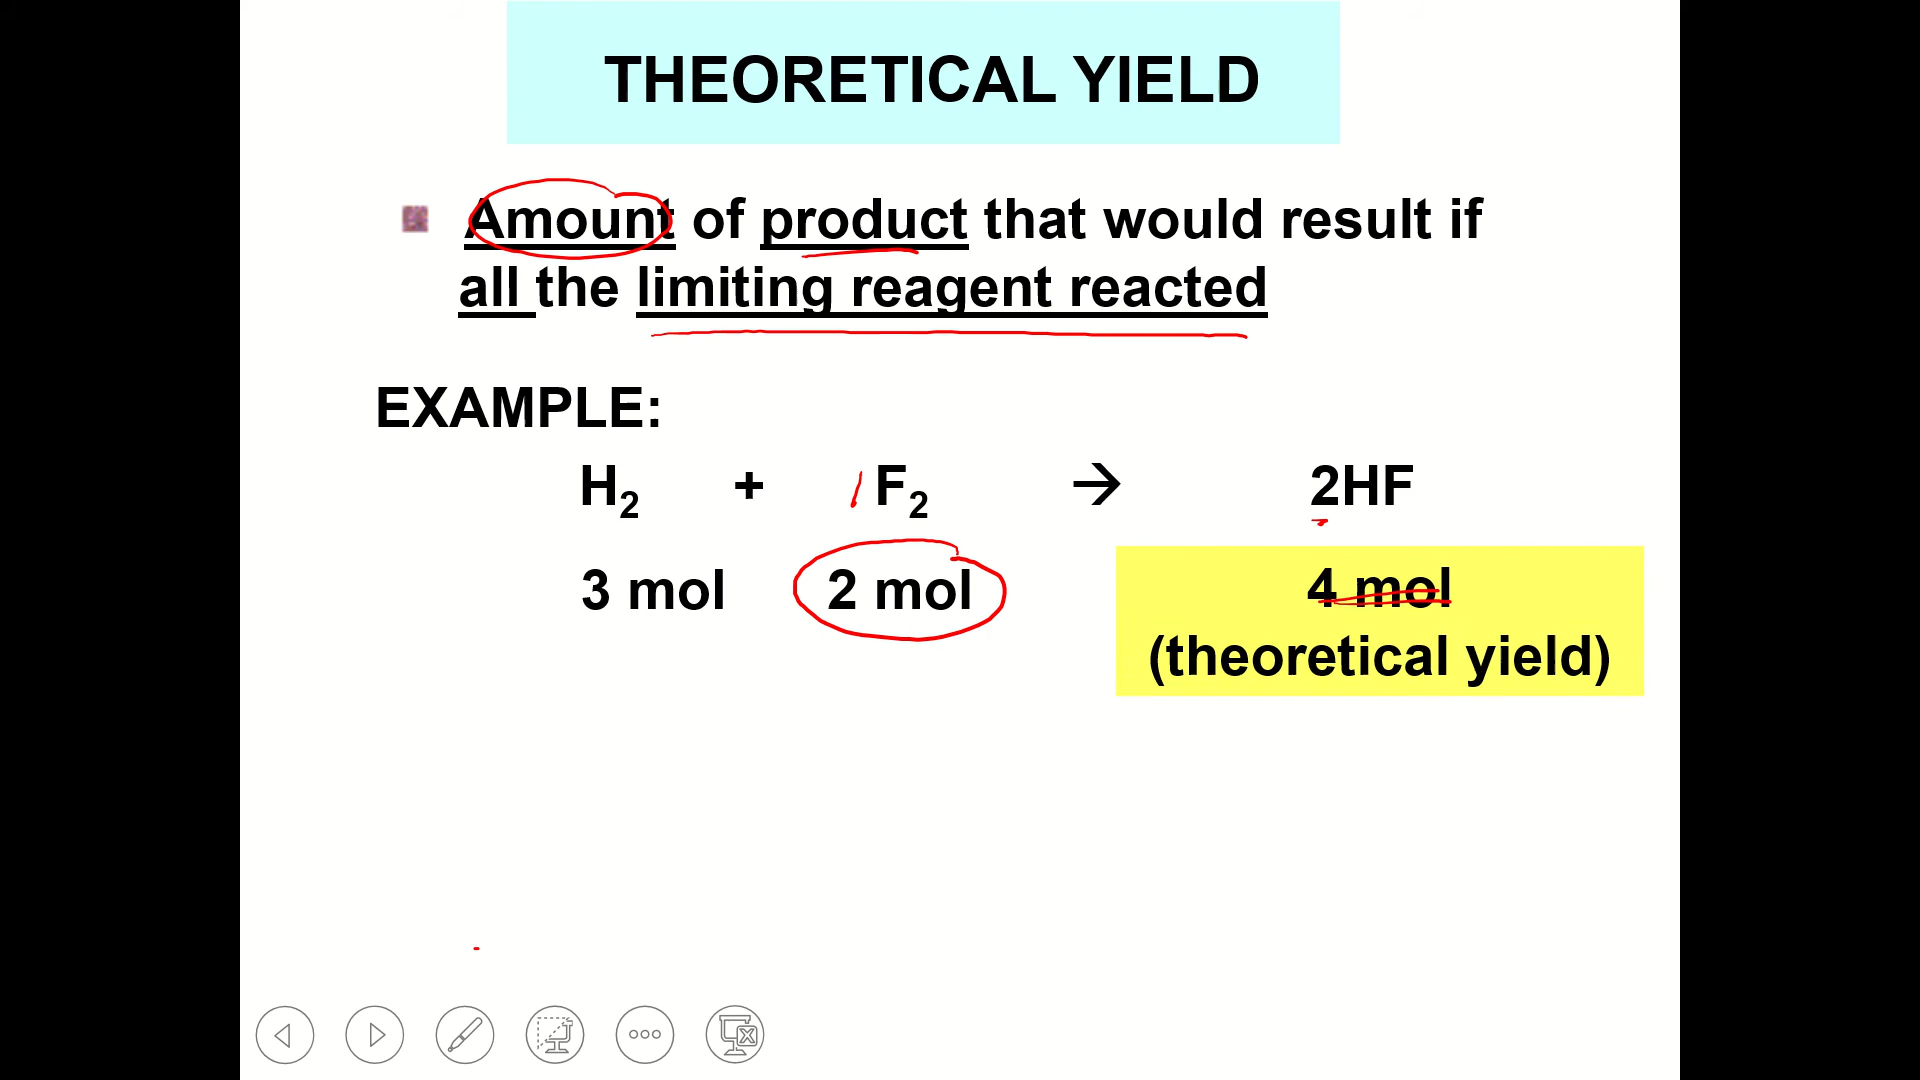 THEORETICAL YIELD
Amount of product that would result if
all the limiting reagent reacted
EXAMPLE:
H₂ + 1 F₂ → 2HF
3 mol 2 mol 4 mol
(theoretical yield)